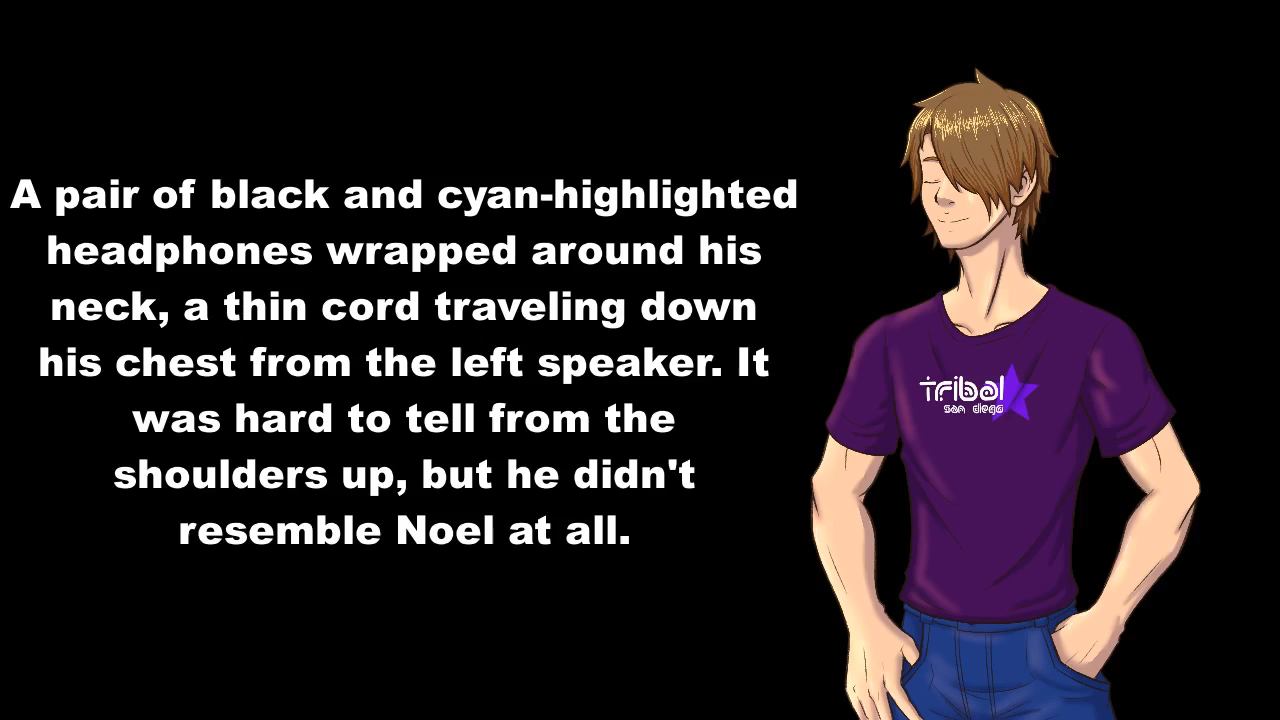 A pair of black and cyan-highlighted
headphones wrapped around his
neck, a thin cord traveling down
his chest from the left speaker. It
was hard to tell from the
shoulders up, but he didn't
resemble Noel at all.
tribal
san diego